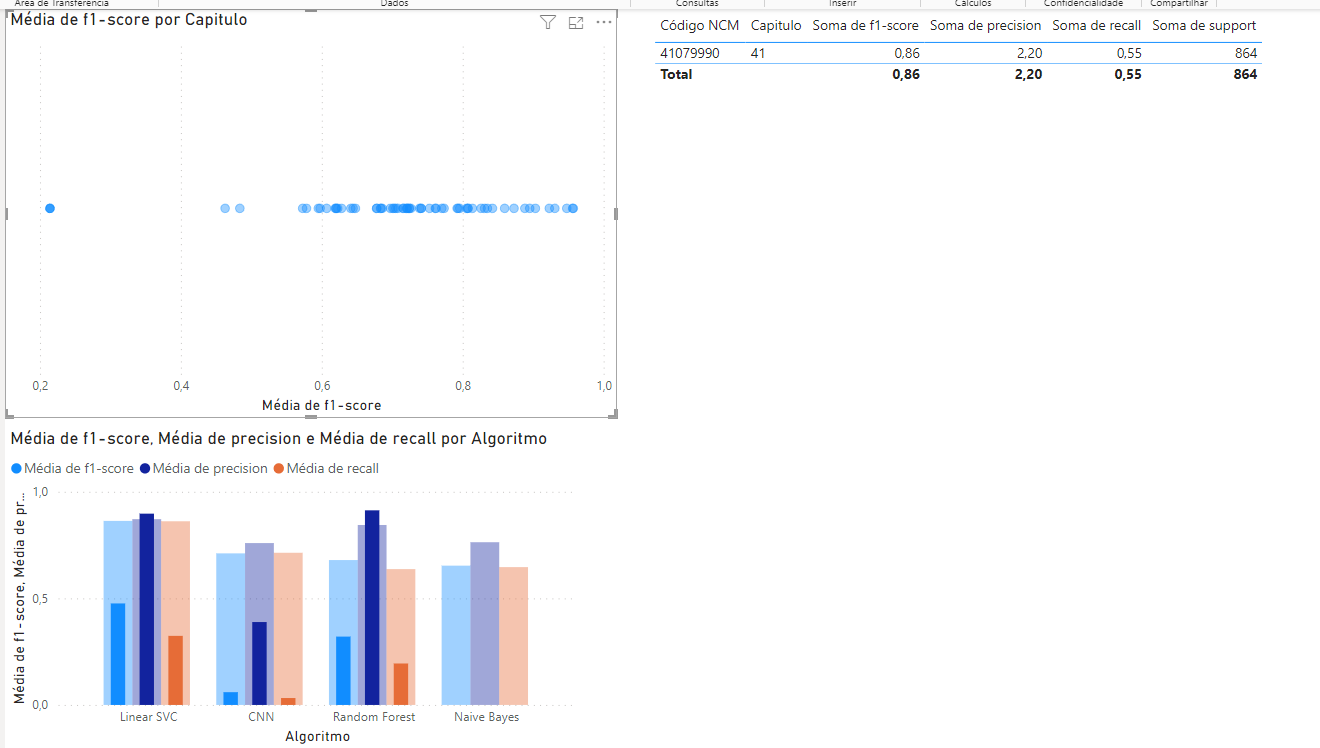 Área de Transferência Dados Consultas Inserir Cálculos Confidencialidade Compartilhar
Média de f1-score por Capitulo
0,2 0,4 0,6 0,8 1,0
Média de f1-score
Código NCM Capitulo Soma de f1-score Soma de precision Soma de recall Soma de support
41079990 41 0,86 2,20 0,55 864
Total 0,86 2,20 0,55 864
Média de f1-score, Média de precision e Média de recall por Algoritmo
Média de f1-score Média de precision Média de recall
Média de f1-score, Média de pr...
1,0
0,5
0,0
Linear SVC CNN Random Forest Naive Bayes
Algoritmo